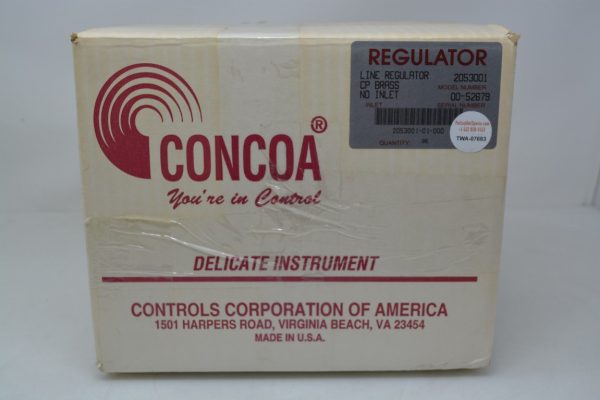 CONCOA®
You're in Control
DELICATE INSTRUMENT
CONTROLS CORPORATION OF AMERICA
1501 HARPERS ROAD, VIRGINIA BEACH, VA 23454
MADE IN U.S.A.
REGULATOR
LINE REGULATOR 2053001
CP BRASS MODEL NUMBER
NO INLET 00-52879
INLET SERIAL NUMBER
2053001-01-000
QUANTITY:
TWA-07683